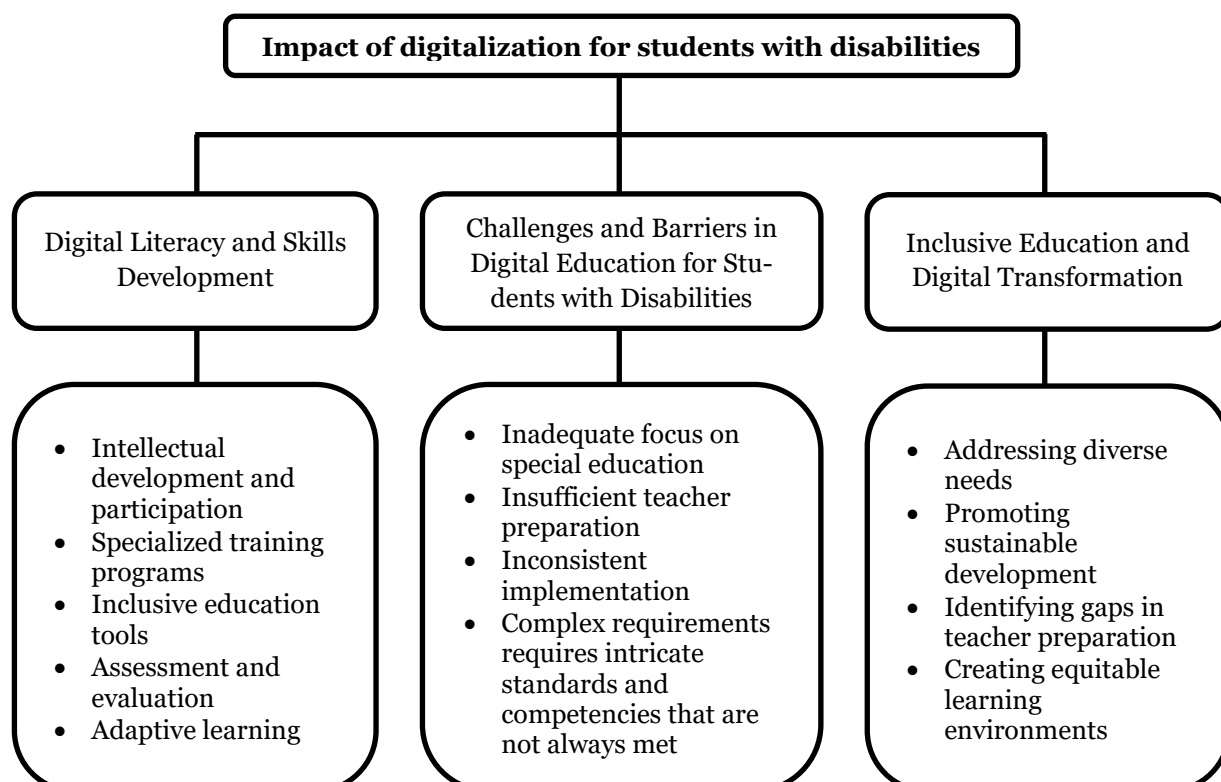 Impact of digitalization for students with disabilities
Digital Literacy and Skills
Development
Challenges and Barriers in
Digital Education for Stu-
dents with Disabilities
Inclusive Education and
Digital Transformation
• Intellectual
development and
participation
• Specialized training
programs
• Inclusive education
tools
• Assessment and
evaluation
• Adaptive learning
• Inadequate focus on
special education
• Insufficient teacher
preparation
• Inconsistent
implementation
• Complex requirements
requires intricate
standards and
competencies that are
not always met
• Addressing diverse
needs
• Promoting
sustainable
development
• Identifying gaps in
teacher preparation
• Creating equitable
learning
environments